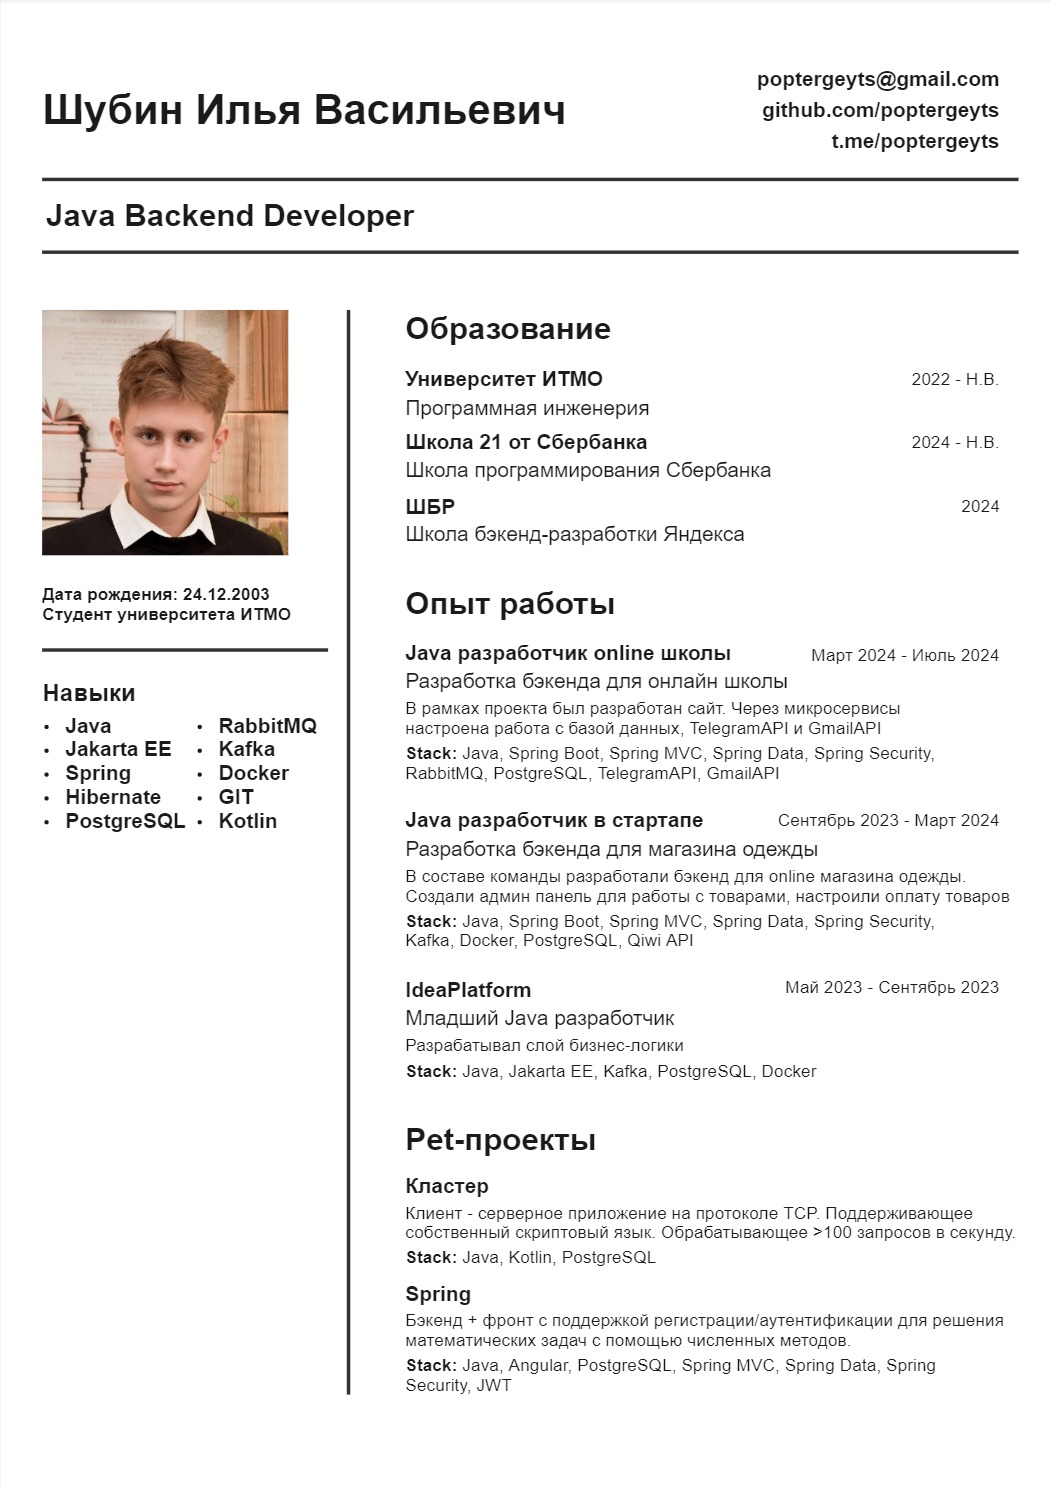 Шубин Илья Васильевич
poptergeyts@gmail.com
github.com/poptergeyts
t.me/poptergeyts
Java Backend Developer
Дата рождения: 24.12.2003
Студент университета ИТМО
Навыки
• Java
• Jakarta EE
• Spring
• Hibernate
• PostgreSQL
• RabbitMQ
• Kafka
• Docker
• GIT
• Kotlin
Образование
Университет ИТМО 2022 - Н.В.
Программная инженерия
Школа 21 от Сбербанка 2024 - Н.В.
Школа программирования Сбербанка
ШБР 2024
Школа бэкенд-разработки Яндекса
Опыт работы
Java разработчик online школы Март 2024 - Июль 2024
Разработка бэкенда для онлайн школы
В рамках проекта был разработан сайт. Через микросервисы
настроена работа с базой данных, TelegramAPI и GmailAPI
Stack: Java, Spring Boot, Spring MVC, Spring Data, Spring Security,
RabbitMQ, PostgreSQL, TelegramAPI, GmailAPI
Java разработчик в стартапе Сентябрь 2023 - Март 2024
Разработка бэкенда для магазина одежды
В составе команды разработали бэкенд для online магазина одежды.
Создали админ панель для работы с товарами, настроили оплату товаров
Stack: Java, Spring Boot, Spring MVC, Spring Data, Spring Security,
Kafka, Docker, PostgreSQL, Qiwi API
IdeaPlatform Май 2023 - Сентябрь 2023
Младший Java разработчик
Разрабатывал слой бизнес-логики
Stack: Java, Jakarta EE, Kafka, PostgreSQL, Docker
Pet-проекты
Кластер
Клиент - серверное приложение на протоколе TCP. Поддерживающее
собственный скриптовый язык. Обрабатывающее >100 запросов в секунду.
Stack: Java, Kotlin, PostgreSQL
Spring
Бэкенд + фронт с поддержкой регистрации/аутентификации для решения
математических задач с помощью численных методов.
Stack: Java, Angular, PostgreSQL, Spring MVC, Spring Data, Spring
Security, JWT